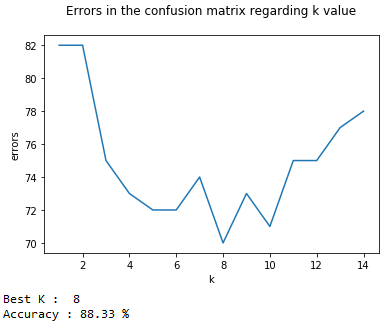 Errors in the confusion matrix regarding k value
82
80
78
76
74
72
70
errors
2 4 6 8 10 12 14
k
Best K :  8
Accuracy : 88.33 %